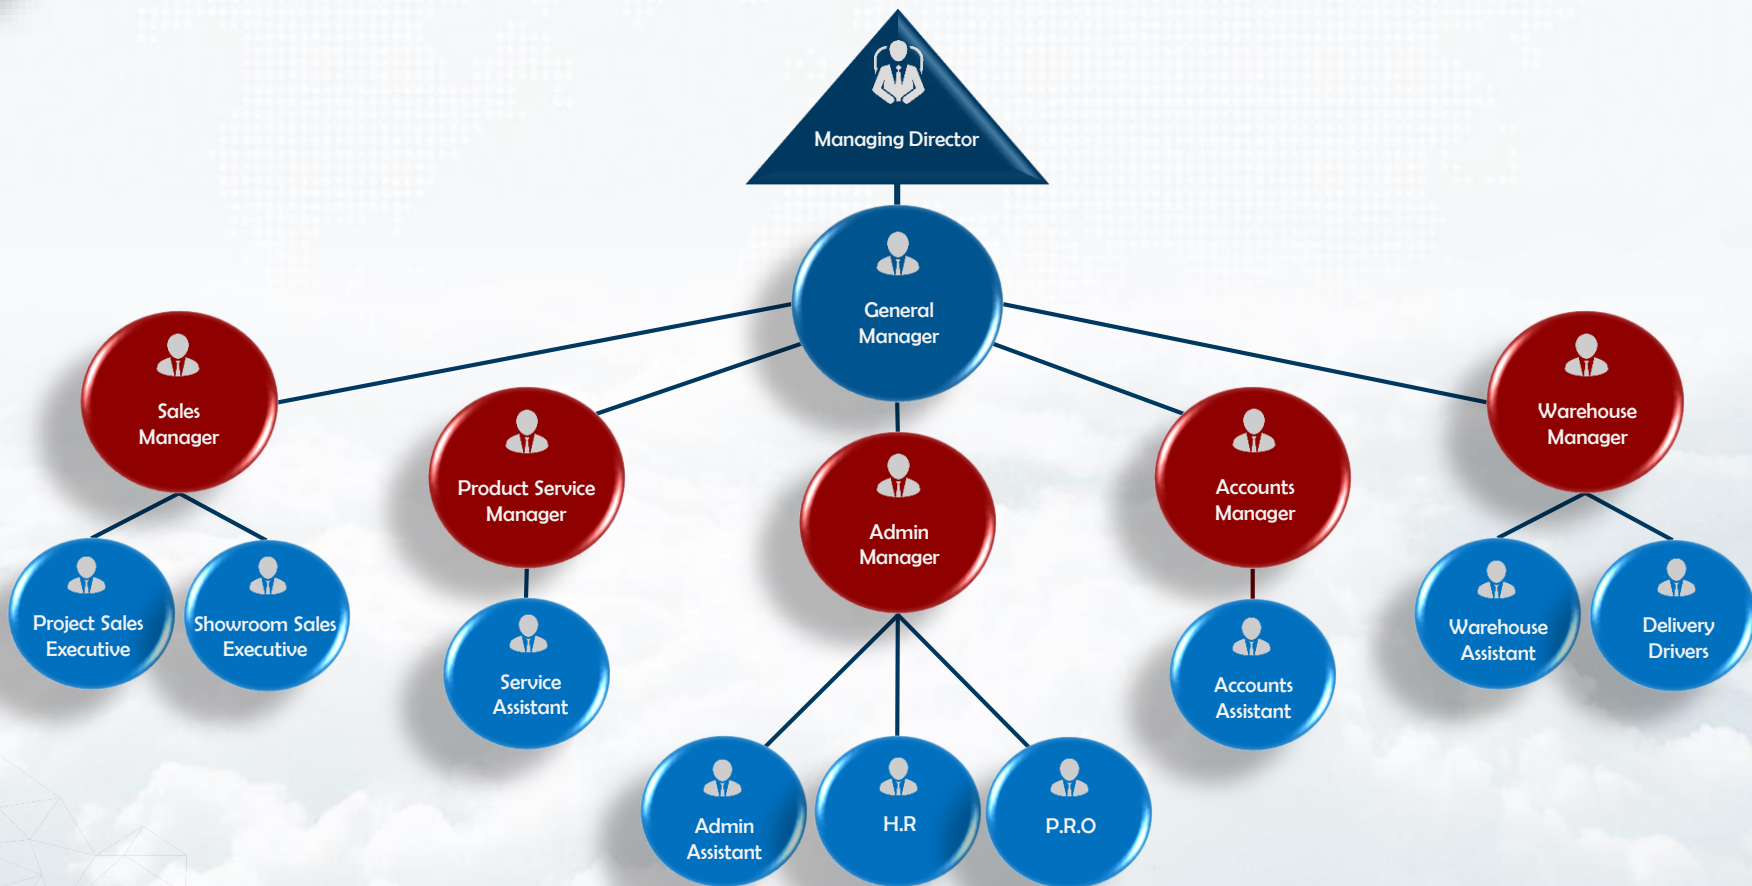 Managing Director
General
Manager
Sales
Manager
Product Service
Manager
Admin
Manager
Accounts
Manager
Warehouse
Manager
Project Sales
Executive
Showroom Sales
Executive
Service
Assistant
Admin
Assistant
H.R
P.R.O
Accounts
Assistant
Warehouse
Assistant
Delivery
Drivers